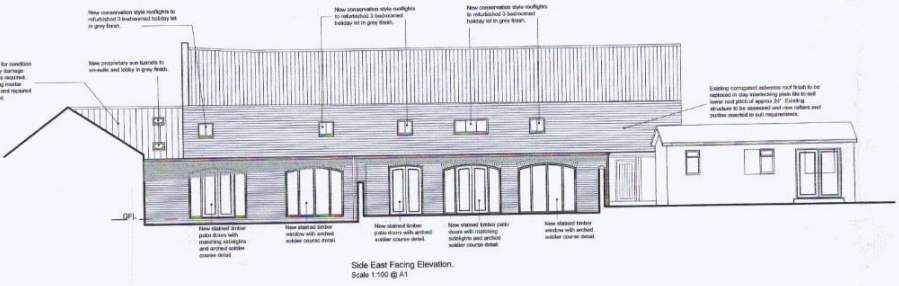 New conservation style rooflights to
refurbished 3 bedroomed holiday let
in grey finish.
New conservation style rooflights
to refurbished 3 bedroomed
holiday let in grey finish.
New conservation style rooflights
to refurbished 3 bedroomed
holiday let in grey finish.
for condition
damage
required,
mortar
and repaired
New proprietary sun tunnels to
en-suite and lobby in grey finish.
Existing corrugated asbestos roof finish to be
replaced in clay interlocking plain tile to suit
lower roof pitch of approx 24°. Existing
structure to be assessed and new rafters and
purlins inserted to suit requirements.
GFL
New stained timber
patio doors with
matching sidelights
and arched soldier
course detail.
New stained timber
window with arched
soldier course detail.
New stained timber
patio doors with arched
soldier course detail.
New stained timber patio
doors with matching
sidelights and arched
soldier course detail.
New stained timber
window with arched
soldier course detail.
Side East Facing Elevation.
Scale 1:100 @ A1